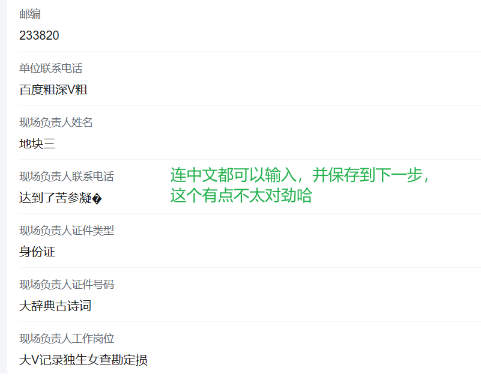 邮编
233820
单位联系电话
百度粗深V粗
现场负责人姓名
地块三
现场负责人联系电话
连中文都可以输入，并保存到下一步，
这个有点不太对劲哈
达到了苦参凝�
现场负责人证件类型
身份证
现场负责人证件号码
大辞典古诗词
现场负责人工作岗位
大V记录独生女查勘定损